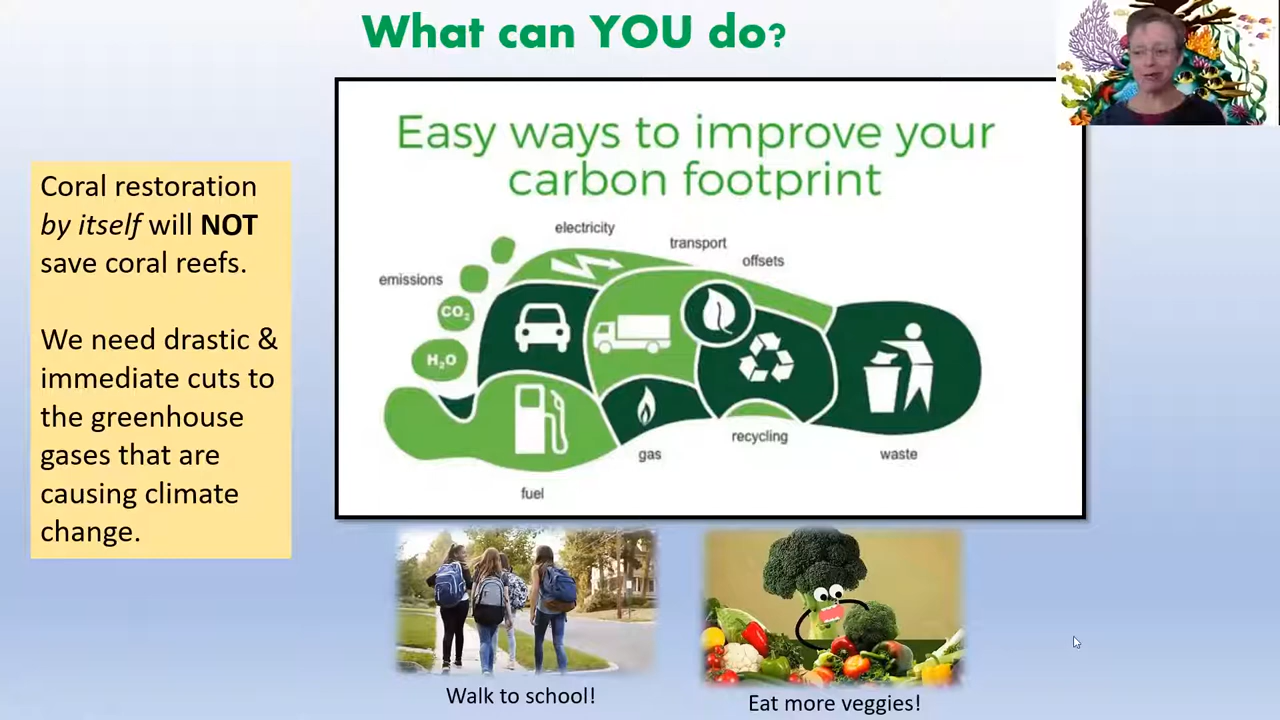 What can YOU do?
Coral restoration
by itself will NOT
save coral reefs.
We need drastic &
immediate cuts to
the greenhouse
gases that are
causing climate
change.
Easy ways to improve your
carbon footprint
electricity
transport
offsets
emissions
CO₂
H₂O
recycling
gas
waste
fuel
Walk to school!
Eat more veggies!